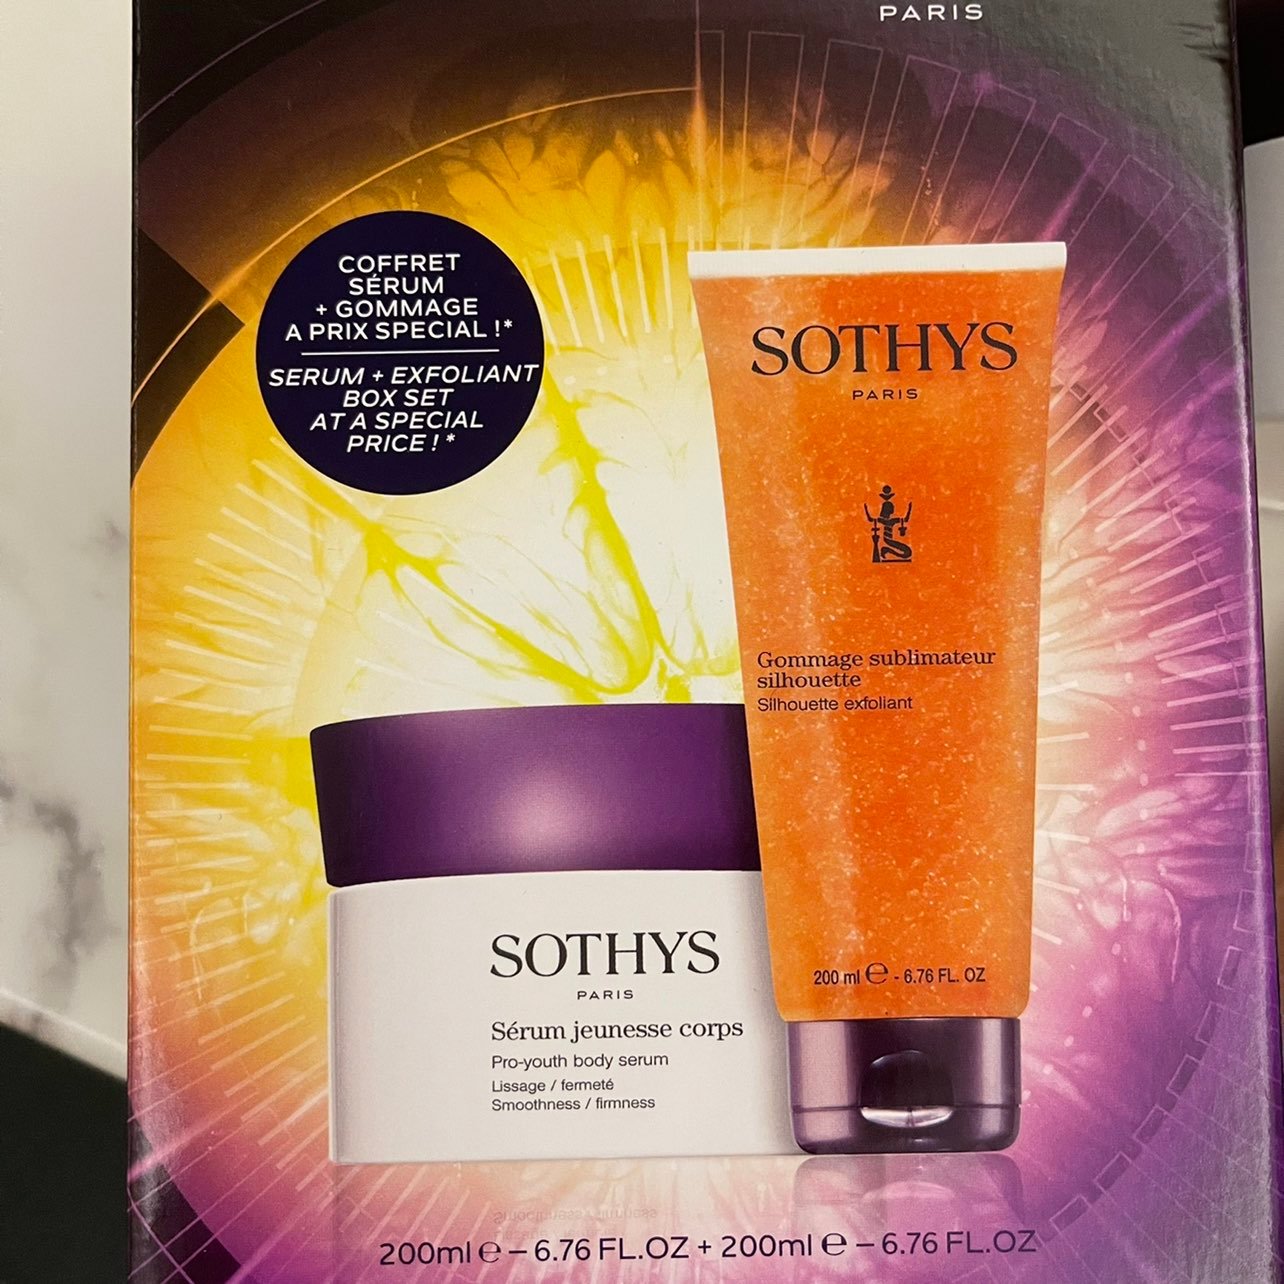 PARIS
COFFRET
SÉRUM
+ GOMMAGE
A PRIX SPECIAL !*
SERUM + EXFOLIANT
BOX SET
AT A SPECIAL
PRICE ! *
SOTHYS
PARIS
Gommage sublimateur
silhouette
Silhouette exfoliant
200 ml ℮ - 6.76 FL. OZ
SOTHYS
PARIS
Sérum jeunesse corps
Pro-youth body serum
Lissage / fermeté
Smoothness / firmness
200ml ℮ – 6.76 FL.OZ + 200ml ℮ – 6.76 FL.OZ